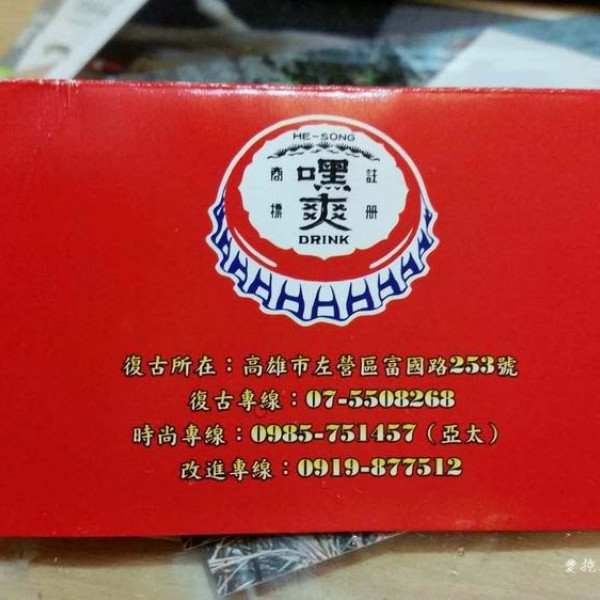 HE-SONG
商標 嘿爽 註冊
DRINK
復古所在：高雄市左營區富國路253號
復古專線：07-5508268
時尚專線：0985-751457（亞太）
改進專線：0919-877512
愛挖